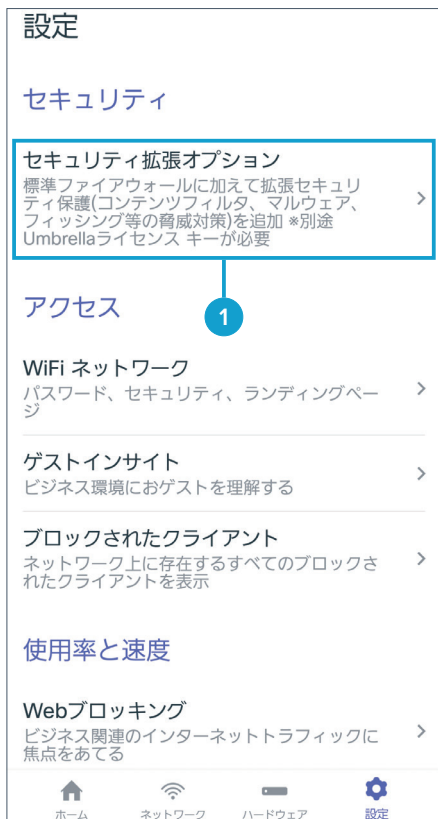 設定
セキュリティ
セキュリティ拡張オプション
標準ファイアウォールに加えて拡張セキュリ
ティ保護(コンテンツフィルタ、マルウェア、
フィッシング等の脅威対策)を追加 ※別途
Umbrellaライセンス キーが必要
アクセス
1
WiFi ネットワーク
パスワード、セキュリティ、ランディングペー
ジ
ゲストインサイト
ビジネス環境におゲストを理解する
ブロックされたクライアント
ネットワーク上に存在するすべてのブロックさ
れたクライアントを表示
使用率と速度
Webブロッキング
ビジネス関連のインターネットトラフィックに
焦点をあてる
ホーム ネットワーク ハードウェア 設定